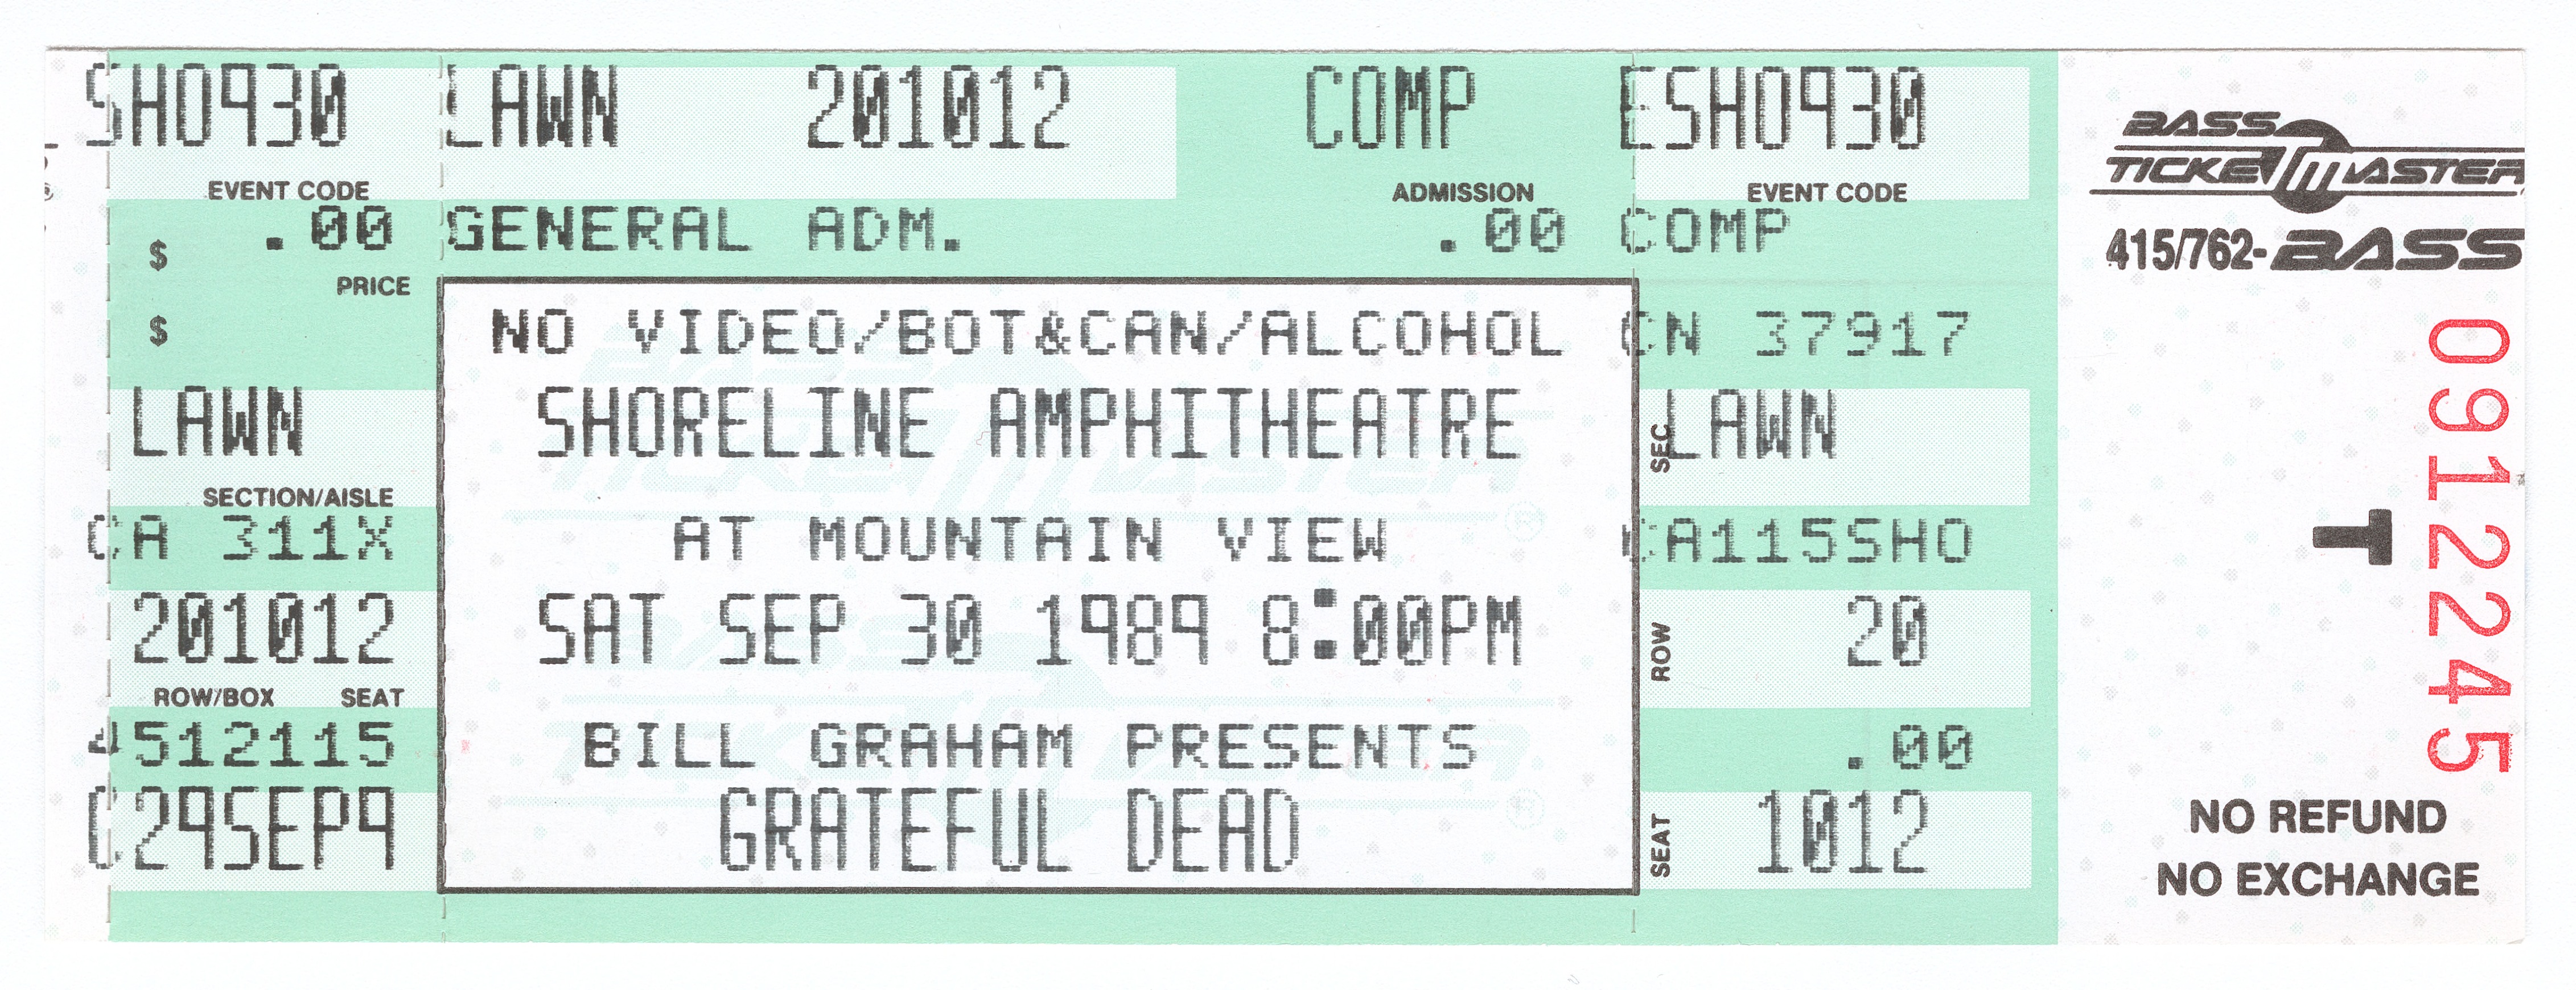 SHO930 LAWN 201012 COMP ESHO930
EVENT CODE ADMISSION EVENT CODE
$ .00 GENERAL ADM. .00 COMP
PRICE
$
NO VIDEO/BOT&CAN/ALCOHOL CN 37917
LAWN SHORELINE AMPHITHEATRE SEC LAWN
SECTION/AISLE
CA 311X AT MOUNTAIN VIEW CA115SHO
201012 SAT SEP 30 1989 8:00PM ROW 20
ROW/BOX SEAT
4512115 BILL GRAHAM PRESENTS .00
C29SEP9 GRATEFUL DEAD SEAT 1012
BASS
TICKETMASTER
415/762-BASS
0912245
T
NO REFUND
NO EXCHANGE